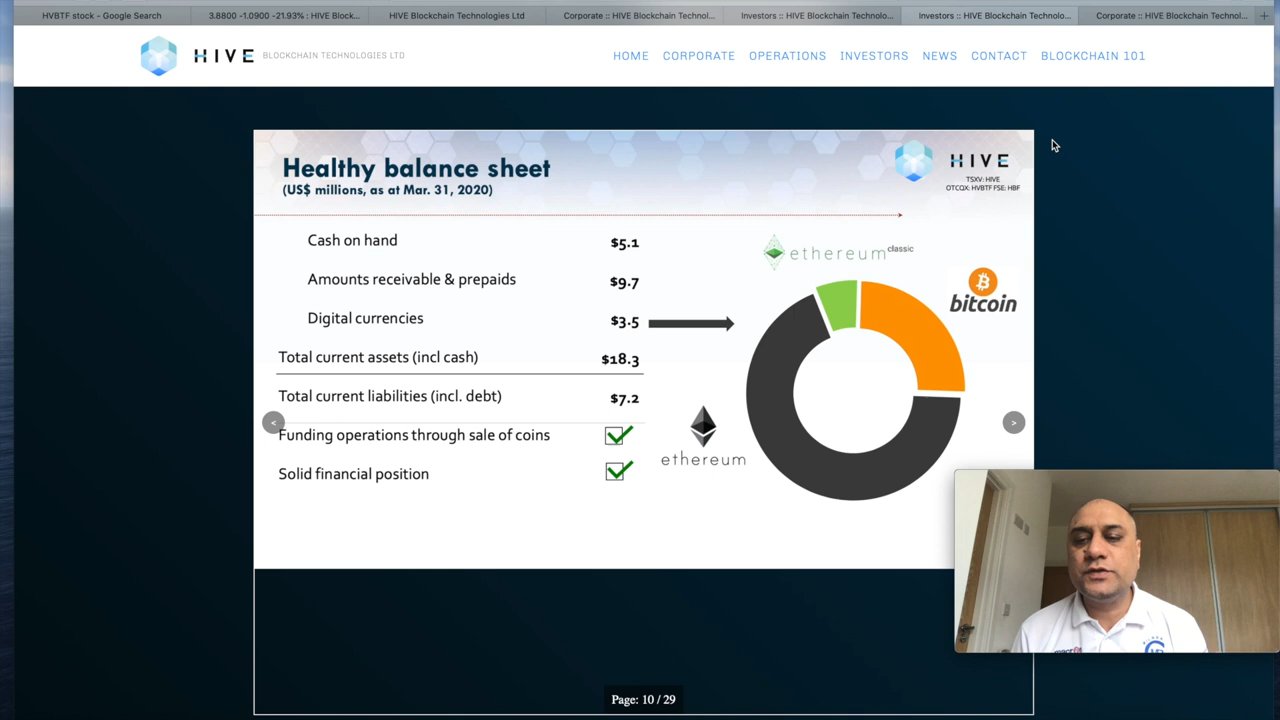 HVBTF stock - Google Search
3.8800 -1.0900 -21.93% : HIVE Block...
HIVE Blockchain Technologies Ltd
Corporate :: HIVE Blockchain Technol...
Investors :: HIVE Blockchain Technolo...
Investors :: HIVE Blockchain Technolo...
Corporate :: HIVE Blockchain Technol...
HIVE BLOCKCHAIN TECHNOLOGIES LTD
HOME CORPORATE OPERATIONS INVESTORS NEWS CONTACT BLOCKCHAIN 101
Healthy balance sheet
(US$ millions, as at Mar. 31, 2020)
HIVE
TSXV: HIVE
OTCQX: HVBTF FSE: HBF
Cash on hand $5.1
Amounts receivable & prepaids $9.7
Digital currencies $3.5
Total current assets (incl cash) $18.3
Total current liabilities (incl. debt) $7.2
Funding operations through sale of coins
Solid financial position
ethereum classic
bitcoin
ethereum
< >
Page: 10 / 29